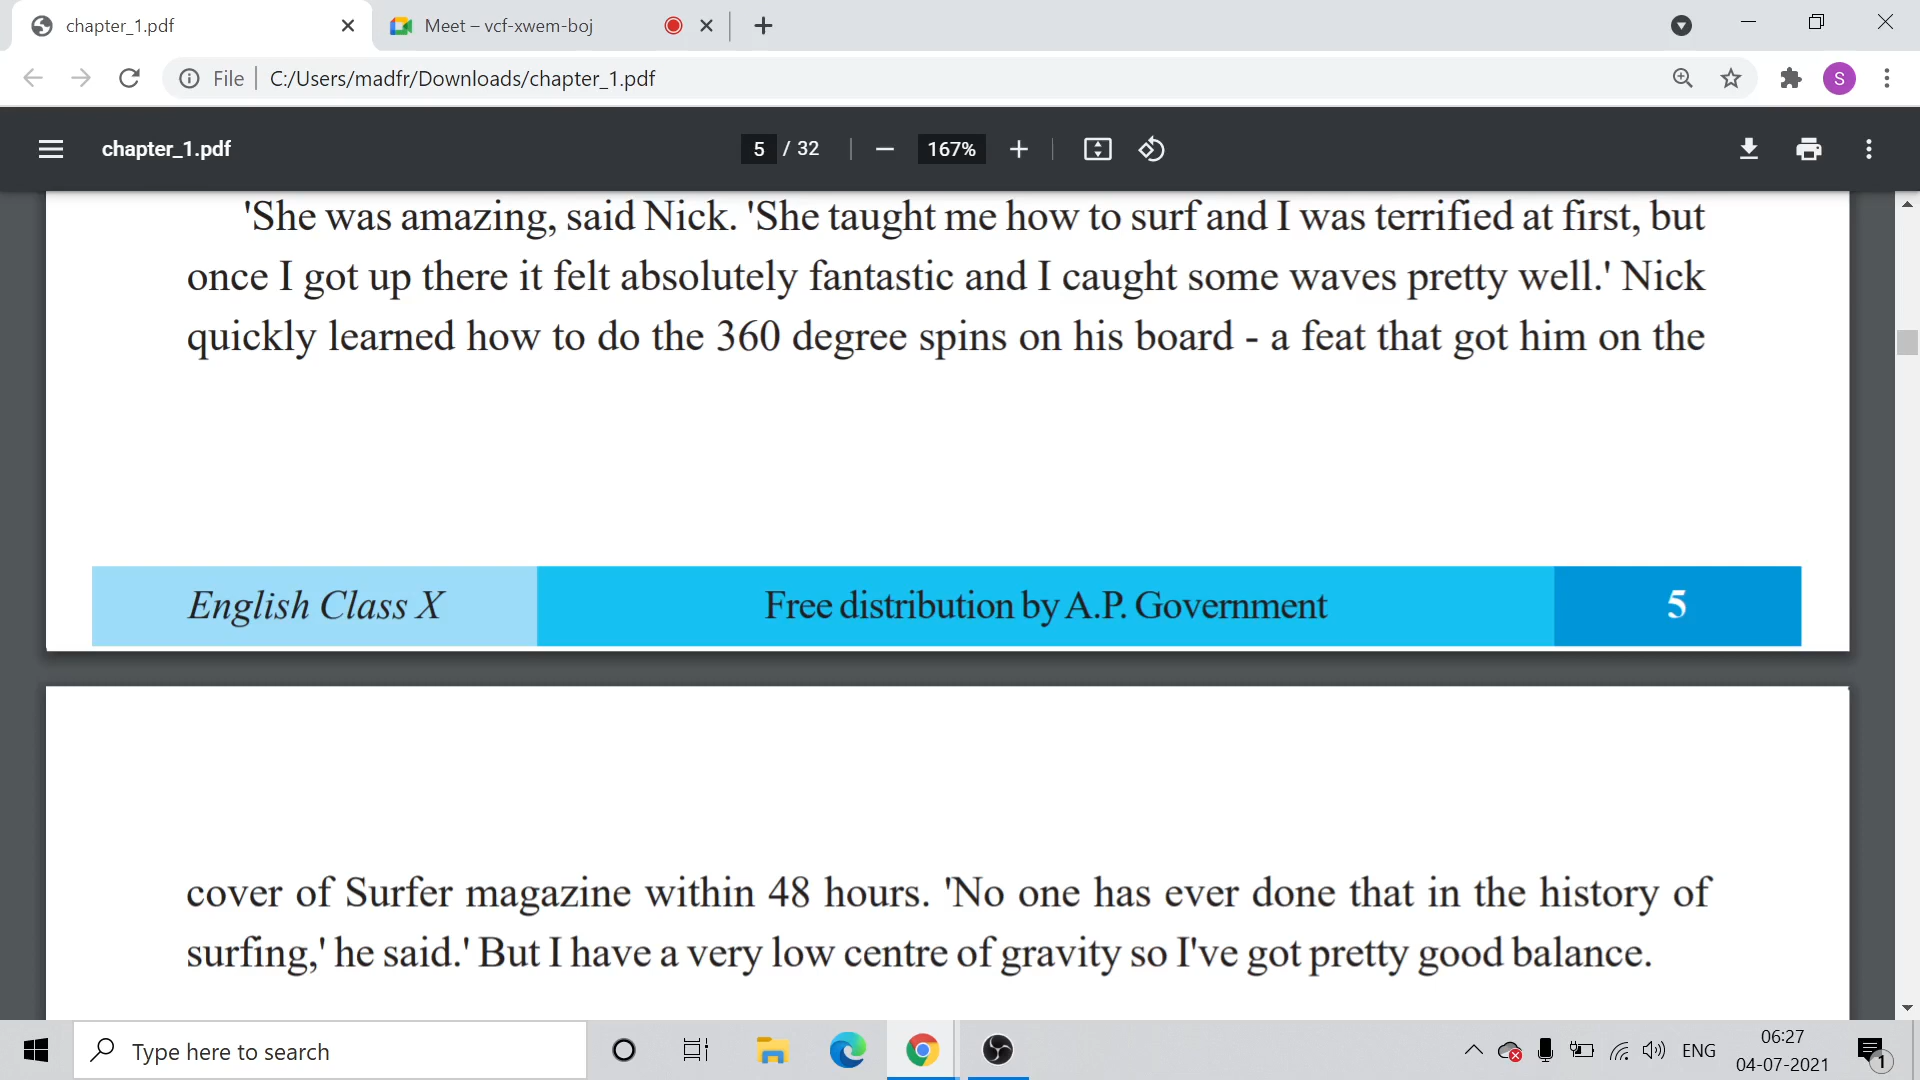 chapter_1.pdf
Meet – vcf-xwem-boj
File
C:/Users/madfr/Downloads/chapter_1.pdf
S
chapter_1.pdf
5 / 32
167%
'She was amazing, said Nick. 'She taught me how to surf and I was terrified at first, but
once I got up there it felt absolutely fantastic and I caught some waves pretty well.' Nick
quickly learned how to do the 360 degree spins on his board - a feat that got him on the
English Class X
Free distribution by A.P. Government
5
cover of Surfer magazine within 48 hours. 'No one has ever done that in the history of
surfing,' he said.' But I have a very low centre of gravity so I've got pretty good balance.
Type here to search
ENG
06:27
04-07-2021
1